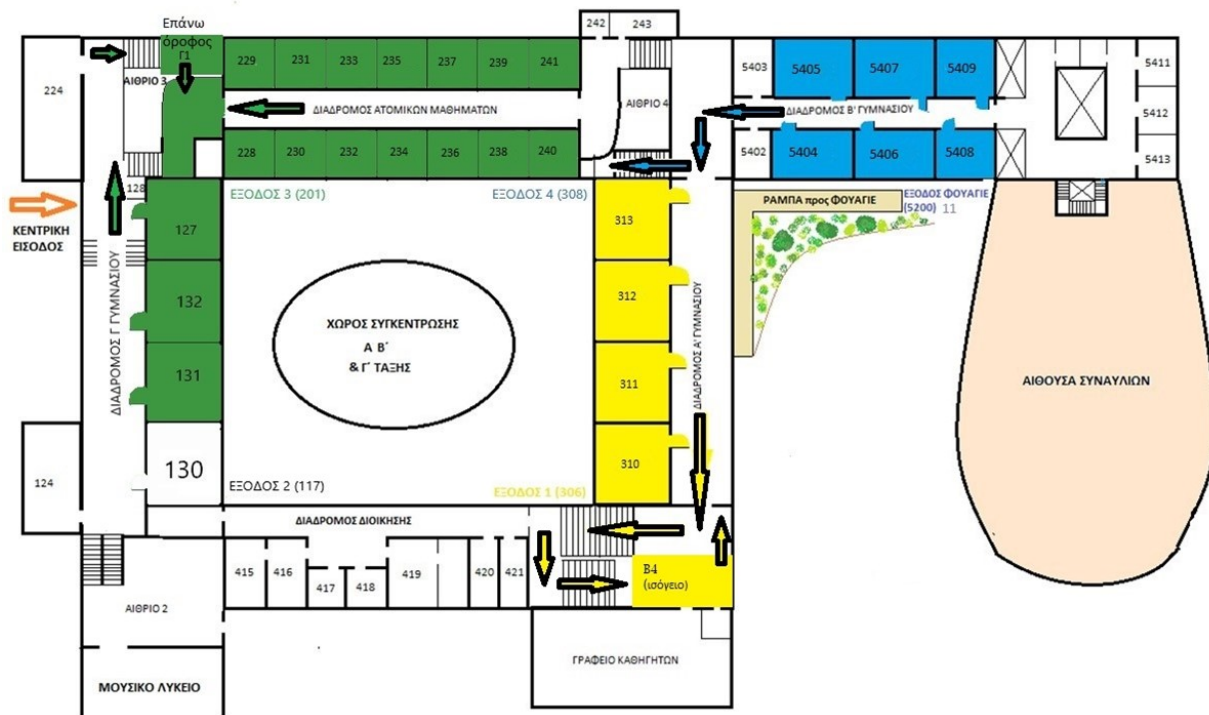 Επάνω
όροφος
Γ1
242
243
224
ΑΙΘΡΙΟ 3
229
231
233
235
237
239
241
ΔΙΑΔΡΟΜΟΣ ΑΤΟΜΙΚΩΝ ΜΑΘΗΜΑΤΩΝ
228
230
232
234
236
238
240
ΑΙΘΡΙΟ 4
5403
5405
5407
5409
5411
ΔΙΑΔΡΟΜΟΣ Β' ΓΥΜΝΑΣΙΟΥ
5412
5402
5404
5406
5408
5413
128
ΕΞΟΔΟΣ 3 (201)
ΕΞΟΔΟΣ 4 (308)
ΡΑΜΠΑ προς ΦΟΥΑΓΙΕ
ΕΞΟΔΟΣ ΦΟΥΑΓΙΕ
(5200) 11
ΚΕΝΤΡΙΚΗ
ΕΙΣΟΔΟΣ
127
313
132
312
131
311
130
310
ΔΙΑΔΡΟΜΟΣ Γ ΓΥΜΝΑΣΙΟΥ
ΧΩΡΟΣ ΣΥΓΚΕΝΤΡΩΣΗΣ
Α Β΄
& Γ΄ ΤΑΞΗΣ
ΔΙΑΔΡΟΜΟΣ Α' ΓΥΜΝΑΣΙΟΥ
ΑΙΘΟΥΣΑ ΣΥΝΑΥΛΙΩΝ
124
ΕΞΟΔΟΣ 2 (117)
ΕΞΟΔΟΣ 1 (306)
ΔΙΑΔΡΟΜΟΣ ΔΙΟΙΚΗΣΗΣ
415
416
417
418
419
420
421
Β4
(ισόγειο)
ΑΙΘΡΙΟ 2
ΓΡΑΦΕΙΟ ΚΑΘΗΓΗΤΩΝ
ΜΟΥΣΙΚΟ ΛΥΚΕΙΟ